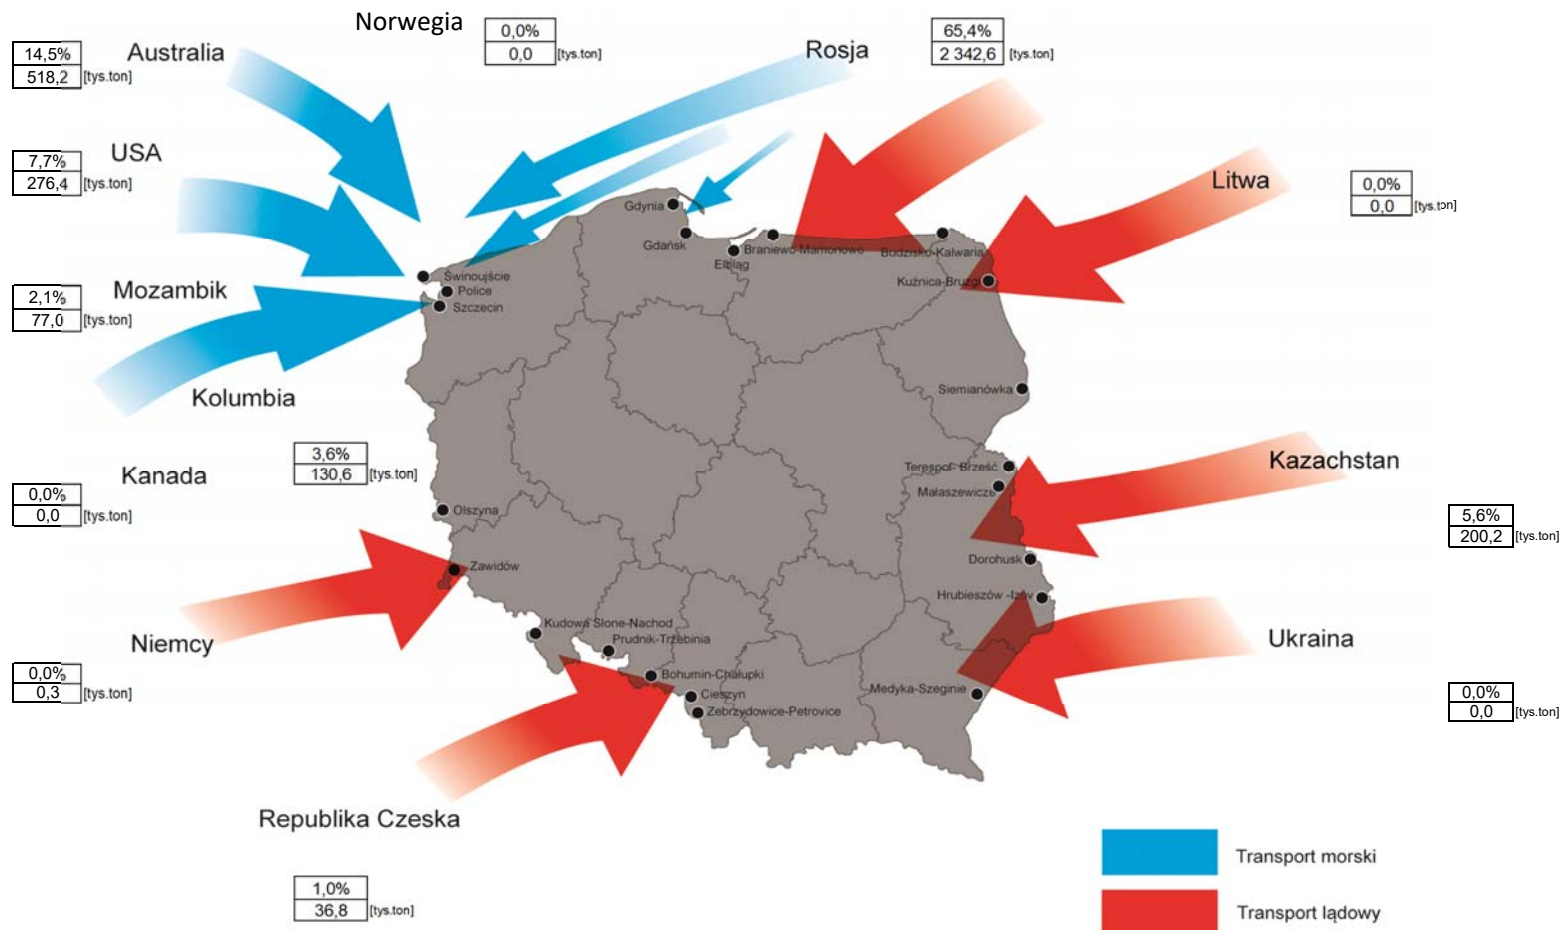 Norwegia
0,0%
0,0 [tys.ton]
Rosja
65,4%
2 342,6 [tys.ton]
14,5%
518,2 [tys.ton]
Australia
USA
7,7%
276,4 [tys.ton]
Litwa
0,0%
0,0 [tys.ton]
Mozambik
2,1%
77,0 [tys.ton]
Kolumbia
3,6%
130,6 [tys.ton]
Kanada
0,0%
0,0 [tys.ton]
Kazachstan
5,6%
200,2 [tys.ton]
Niemcy
0,0%
0,3 [tys.ton]
Ukraina
0,0%
0,0 [tys.ton]
Republika Czeska
1,0%
36,8 [tys.ton]
Gdynia
Gdańsk
Elbląg
Braniewo-Mamonowo
Budzisko-Kalwaria
Kuźnica-Bruzgi
Świnoujście
Police
Szczecin
Siemianówka
Terespol- Brześć
Małaszewicze
Olszyna
Zawidów
Dorohusk
Hrubieszów -Izów
Kudowa Słone-Nachod
Prudnik-Trzebinia
Bohumin-Chałupki
Cieszyn
Zebrzydowice-Petrovice
Medyka-Szeginie
Transport morski
Transport lądowy